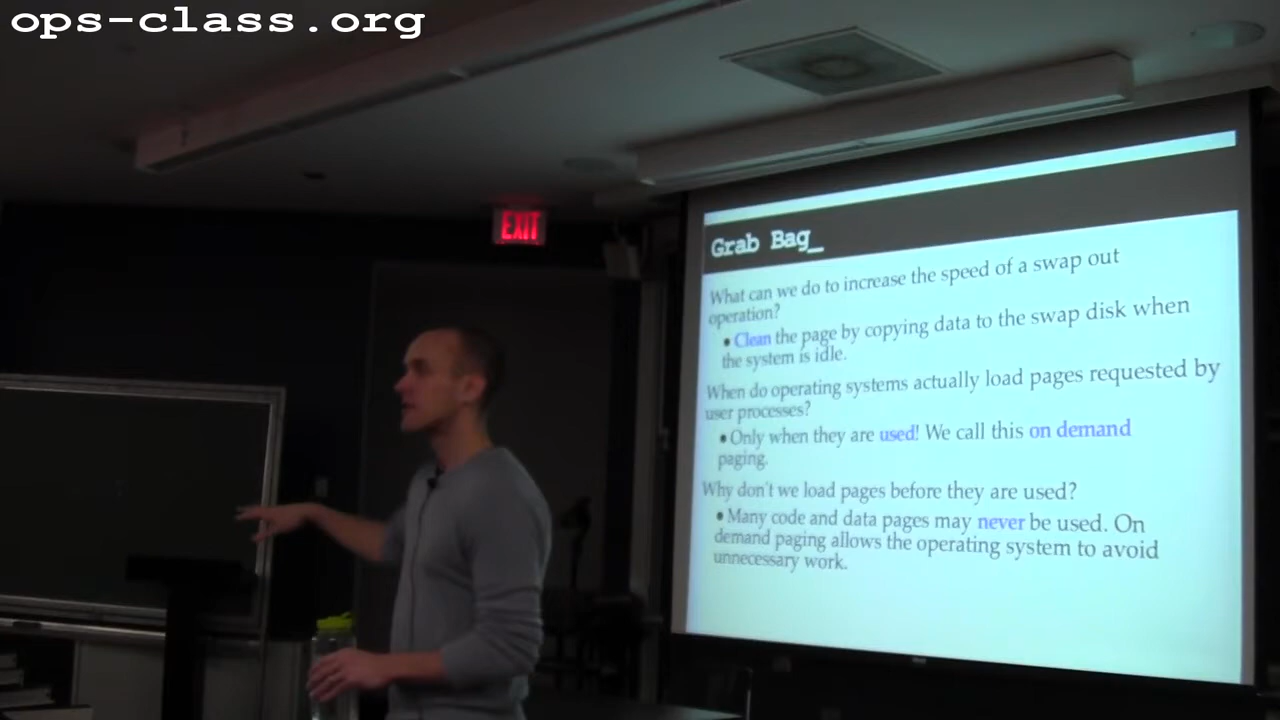 ops-class.org
EXIT
Grab Bag_
What can we do to increase the speed of a swap out
operation?
• Clean the page by copying data to the swap disk when
the system is idle.
When do operating systems actually load pages requested by
user processes?
• Only when they are used! We call this on demand
paging.
Why don't we load pages before they are used?
• Many code and data pages may never be used. On
demand paging allows the operating system to avoid
unnecessary work.